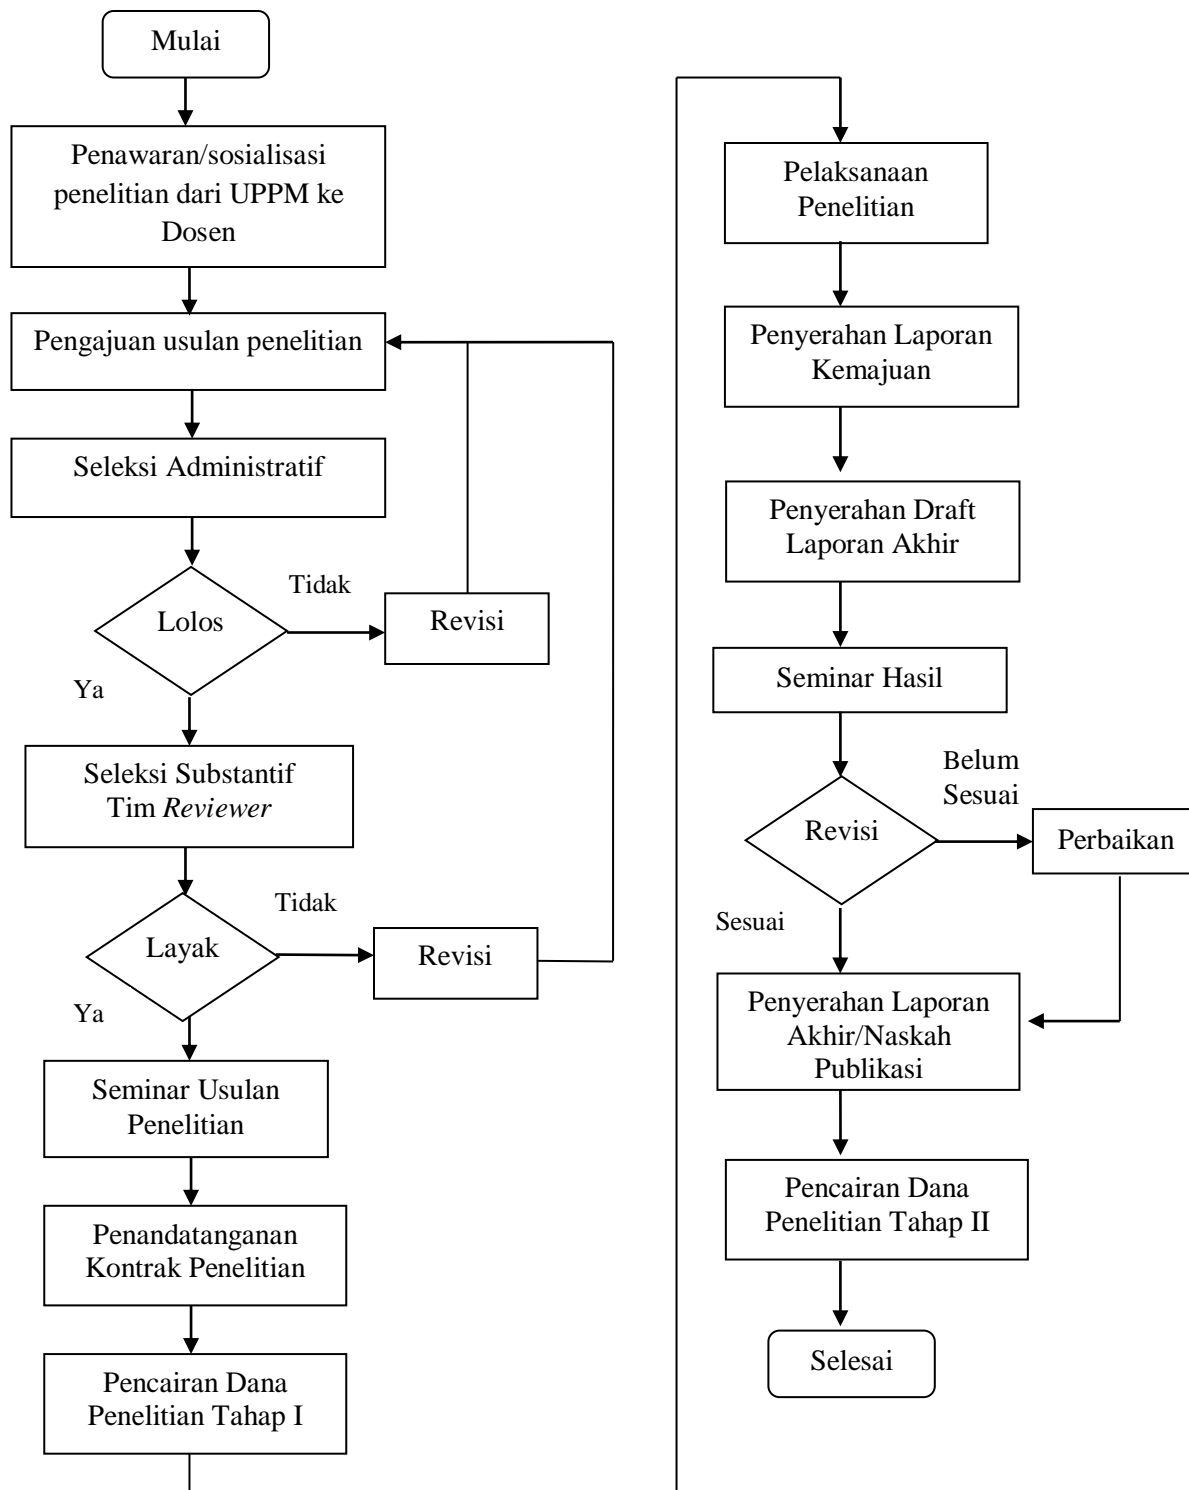 Mulai
Penawaran/sosialisasi
penelitian dari UPPM ke
Dosen
Pengajuan usulan penelitian
Seleksi Administratif
Tidak
Lolos
Revisi
Ya
Seleksi Substantif
Tim Reviewer
Tidak
Layak
Revisi
Ya
Seminar Usulan
Penelitian
Penandatanganan
Kontrak Penelitian
Pencairan Dana
Penelitian Tahap I
Pelaksanaan
Penelitian
Penyerahan Laporan
Kemajuan
Penyerahan Draft
Laporan Akhir
Seminar Hasil
Belum
Sesuai
Revisi
Perbaikan
Sesuai
Penyerahan Laporan
Akhir/Naskah
Publikasi
Pencairan Dana
Penelitian Tahap II
Selesai